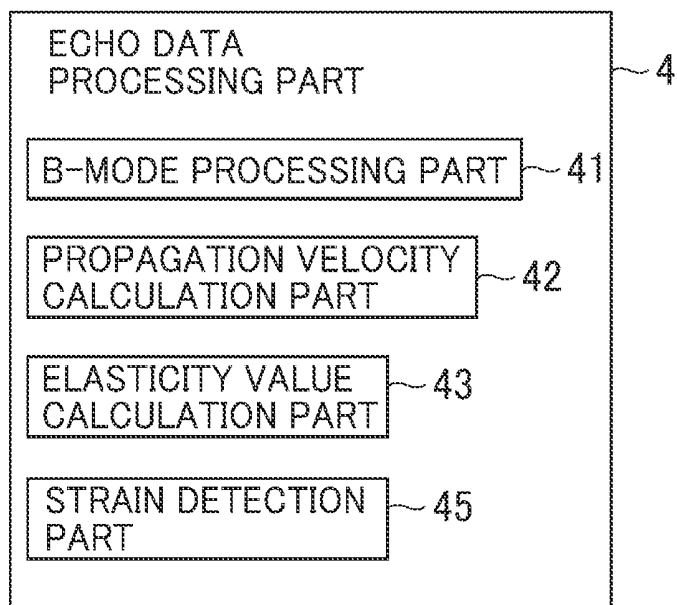 ECHO DATA
PROCESSING PART
4
B-MODE PROCESSING PART
41
PROPAGATION VELOCITY
CALCULATION PART
42
ELASTICITY VALUE
CALCULATION PART
43
STRAIN DETECTION
PART
45